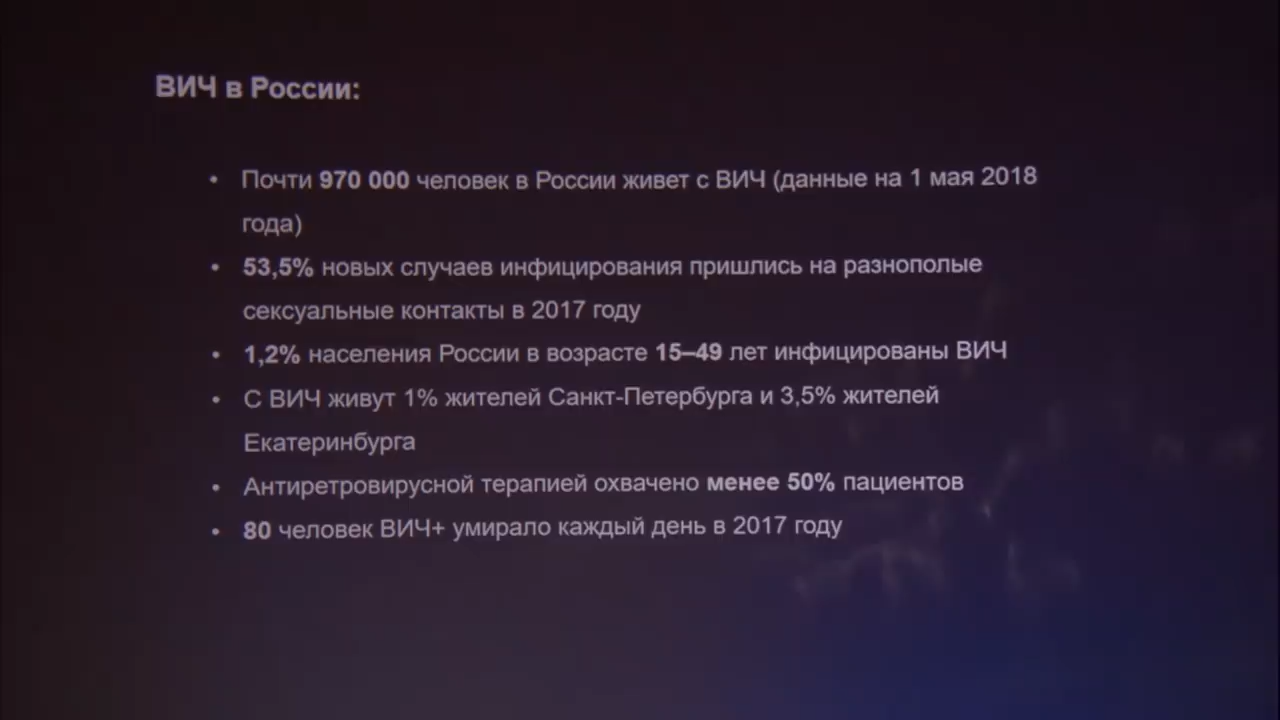 ВИЧ в России:
• Почти 970 000 человек в России живет с ВИЧ (данные на 1 мая 2018
года)
• 53,5% новых случаев инфицирования пришлись на разнополые
сексуальные контакты в 2017 году
• 1,2% населения России в возрасте 15–49 лет инфицированы ВИЧ
• С ВИЧ живут 1% жителей Санкт-Петербурга и 3,5% жителей
Екатеринбурга
• Антиретровирусной терапией охвачено менее 50% пациентов
• 80 человек ВИЧ+ умирало каждый день в 2017 году